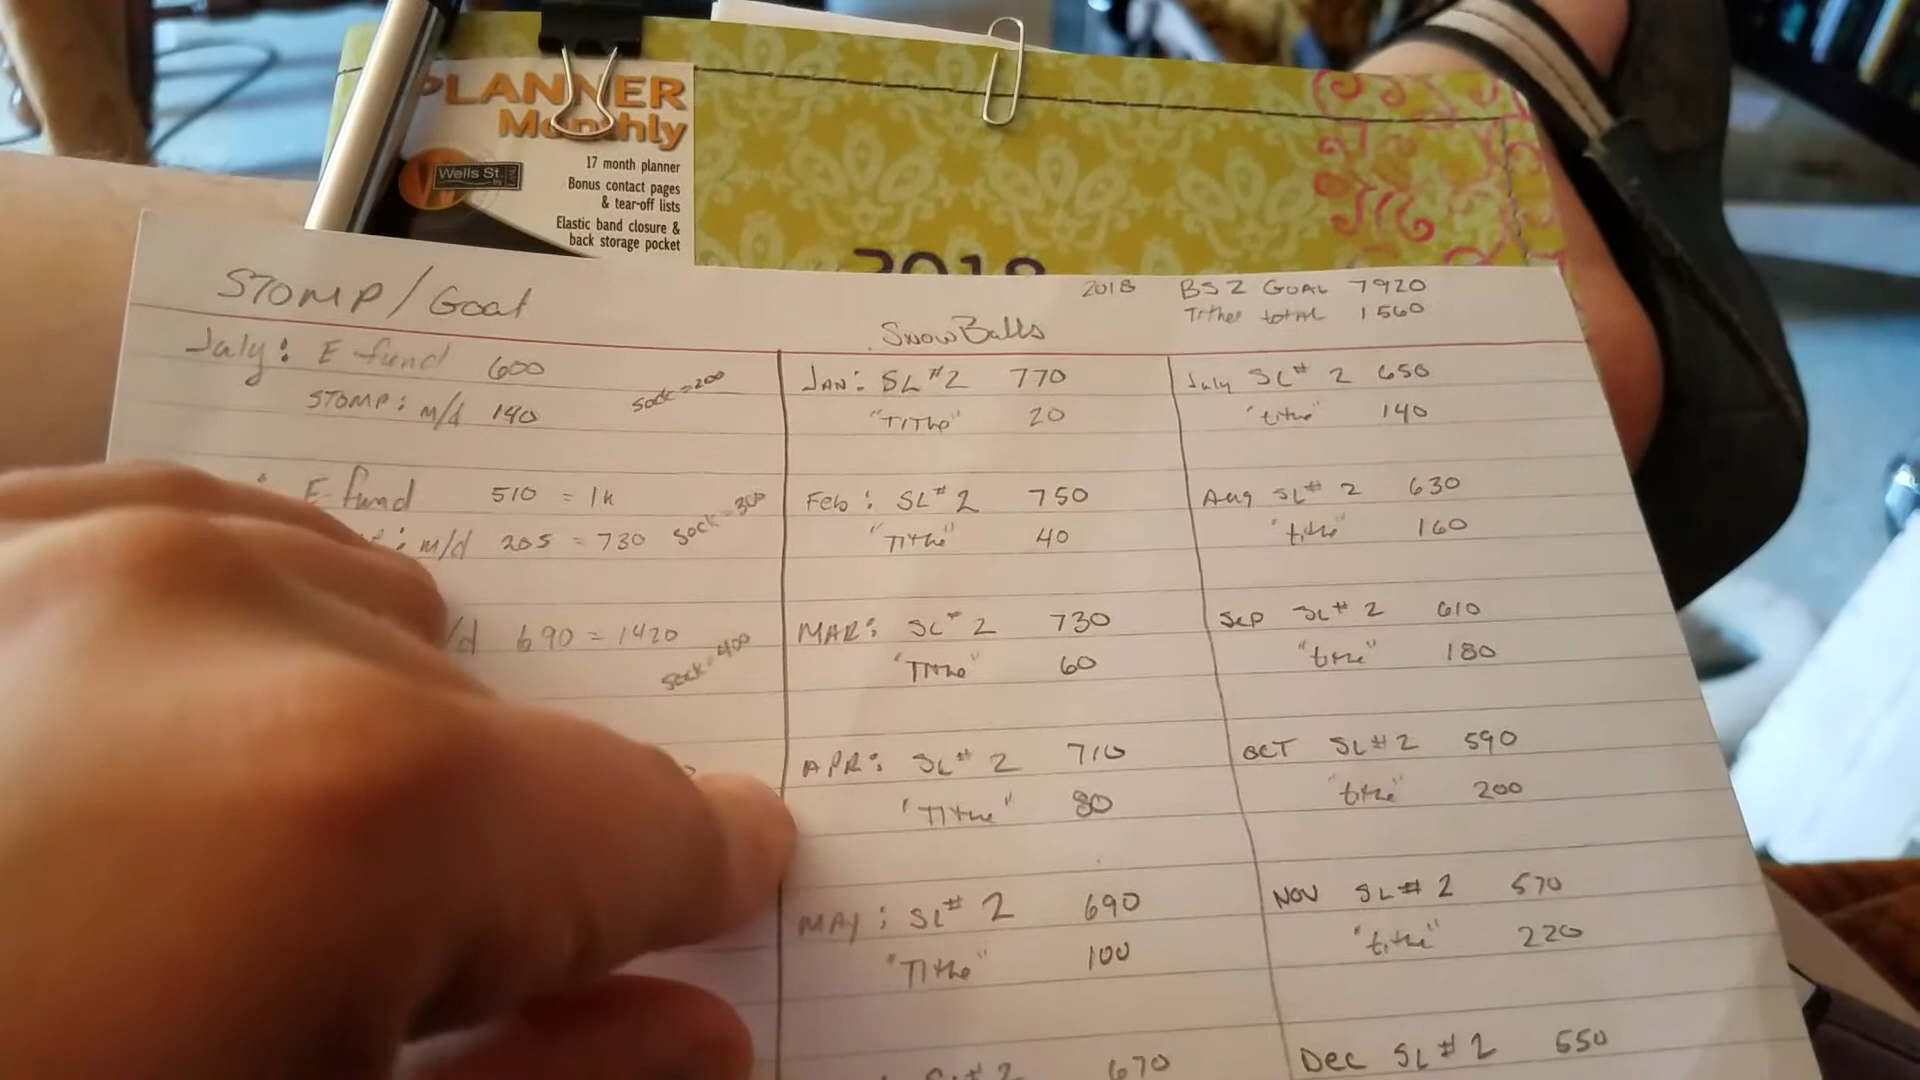 PLANNER
Monthly
Wells St.
17 month planner
Bonus contact pages
& tear-off lists
Elastic band closure &
back storage pocket
2018
STOMP/Goal
2018 BS2 GOAL 7920
Tithe total 1560
SnowBalls
July: E-fund 600
STOMP: m/d 140
sock=200
E-fund 510 = 1k
: m/d 205 = 730
sock=300
/d 690 = 1420
sock=400
JAN: SL #2 770
"TITHe" 20
Feb: SL #2 750
"TiThe" 40
MAR: SL #2 730
"TiThe" 60
APR: SL #2 710
"TIThe" 80
MAY: SL #2 690
"TIthe" 100
SL #2 670
July SL #2 650
"tithe" 140
Aug SL #2 630
"tithe" 160
Sep SL #2 610
"tithe" 180
OCT SL #2 590
"tithe" 200
NOV SL #2 570
"tithe" 220
Dec SL #2 550